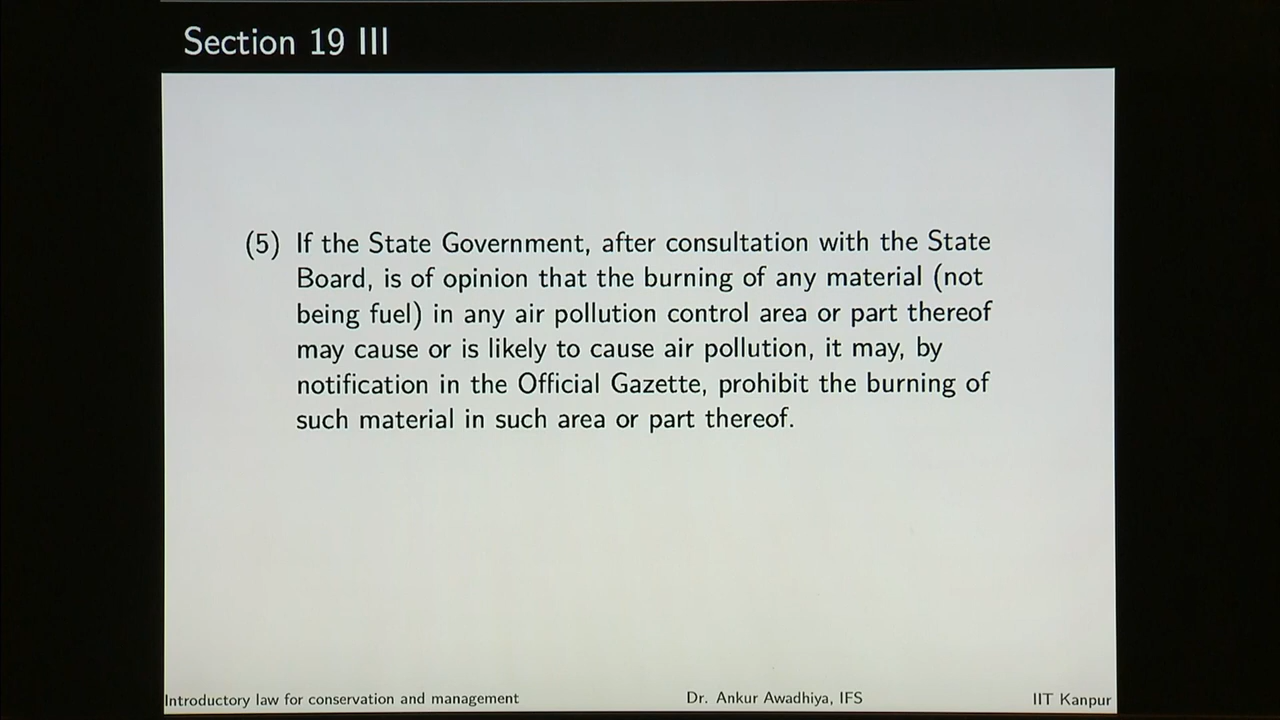 Section 19 III
(5) If the State Government, after consultation with the State
Board, is of opinion that the burning of any material (not
being fuel) in any air pollution control area or part thereof
may cause or is likely to cause air pollution, it may, by
notification in the Official Gazette, prohibit the burning of
such material in such area or part thereof.
Introductory law for conservation and management Dr. Ankur Awadhiya, IFS IIT Kanpur